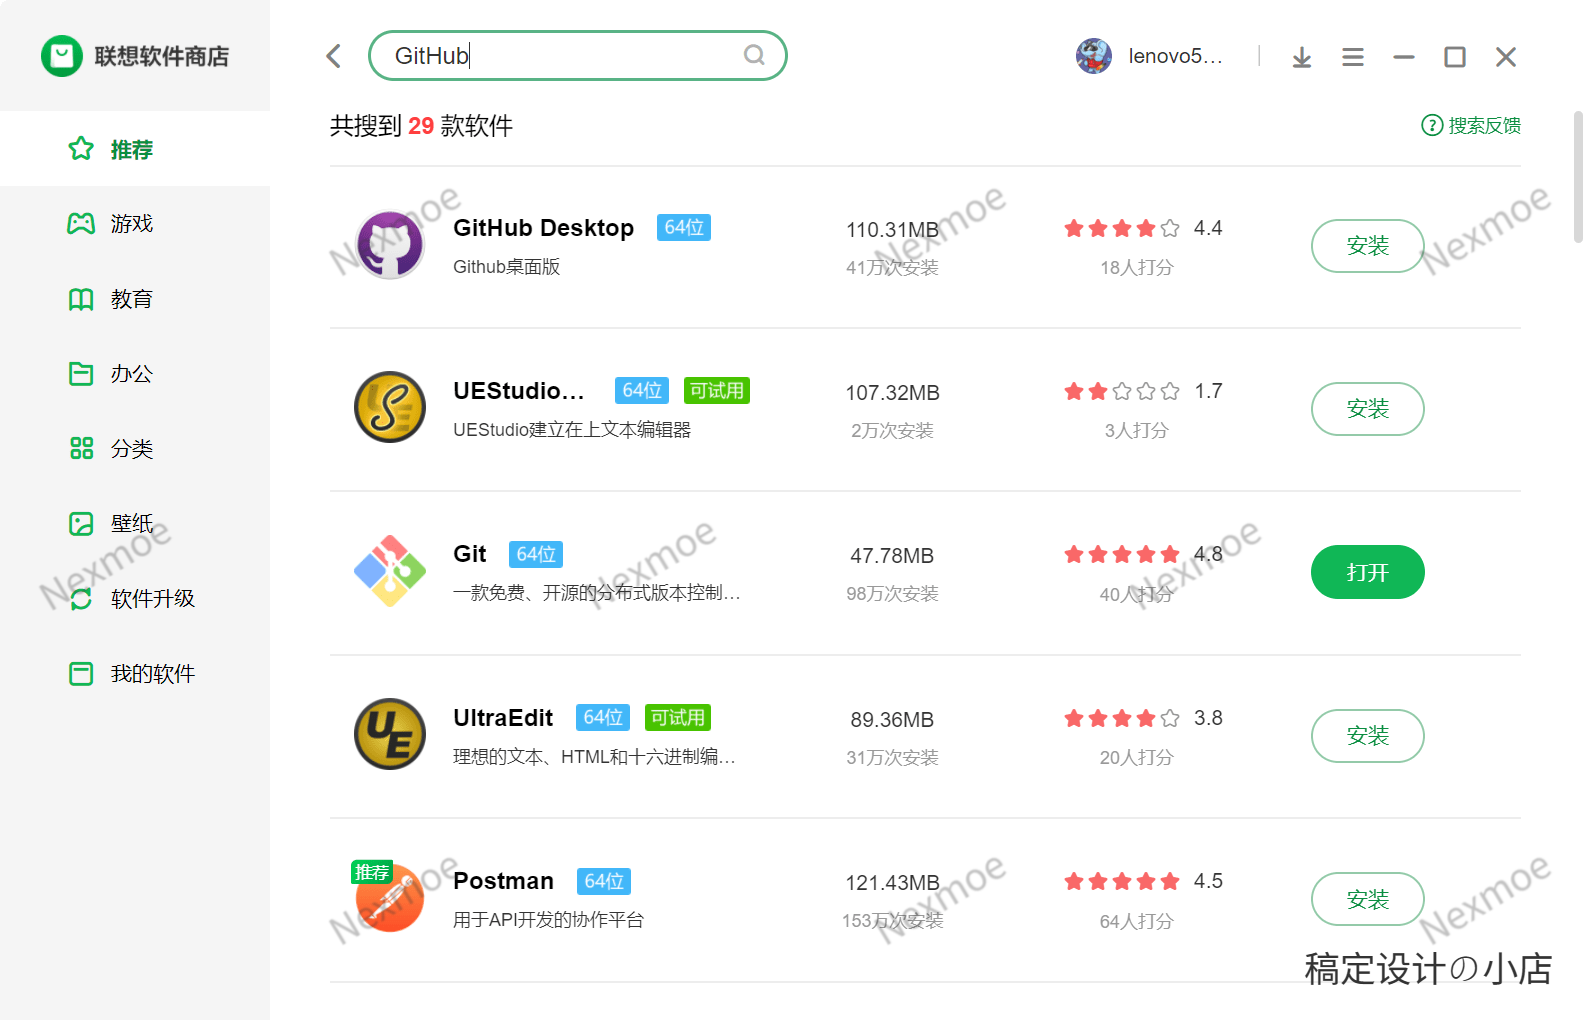 联想软件商店
GitHub
lenovo5...
共搜到 29 款软件
搜索反馈
推荐
游戏
教育
办公
分类
壁纸
软件升级
我的软件
GitHub Desktop 64位
Github桌面版
110.31MB
41万次安装
4.4
18人打分
安装
UEStudio... 64位 可试用
UEStudio建立在上文本编辑器
107.32MB
2万次安装
1.7
3人打分
安装
Git 64位
一款免费、开源的分布式版本控制...
47.78MB
98万次安装
4.8
40人打分
打开
UltraEdit 64位 可试用
理想的文本、HTML和十六进制编...
89.36MB
31万次安装
3.8
20人打分
安装
推荐
Postman 64位
用于API开发的协作平台
121.43MB
153万次安装
4.5
64人打分
安装
Nexmoe
Nexmoe
Nexmoe
Nexmoe
Nexmoe
Nexmoe
Nexmoe
Nexmoe
Nexmoe
稿定设计の小店